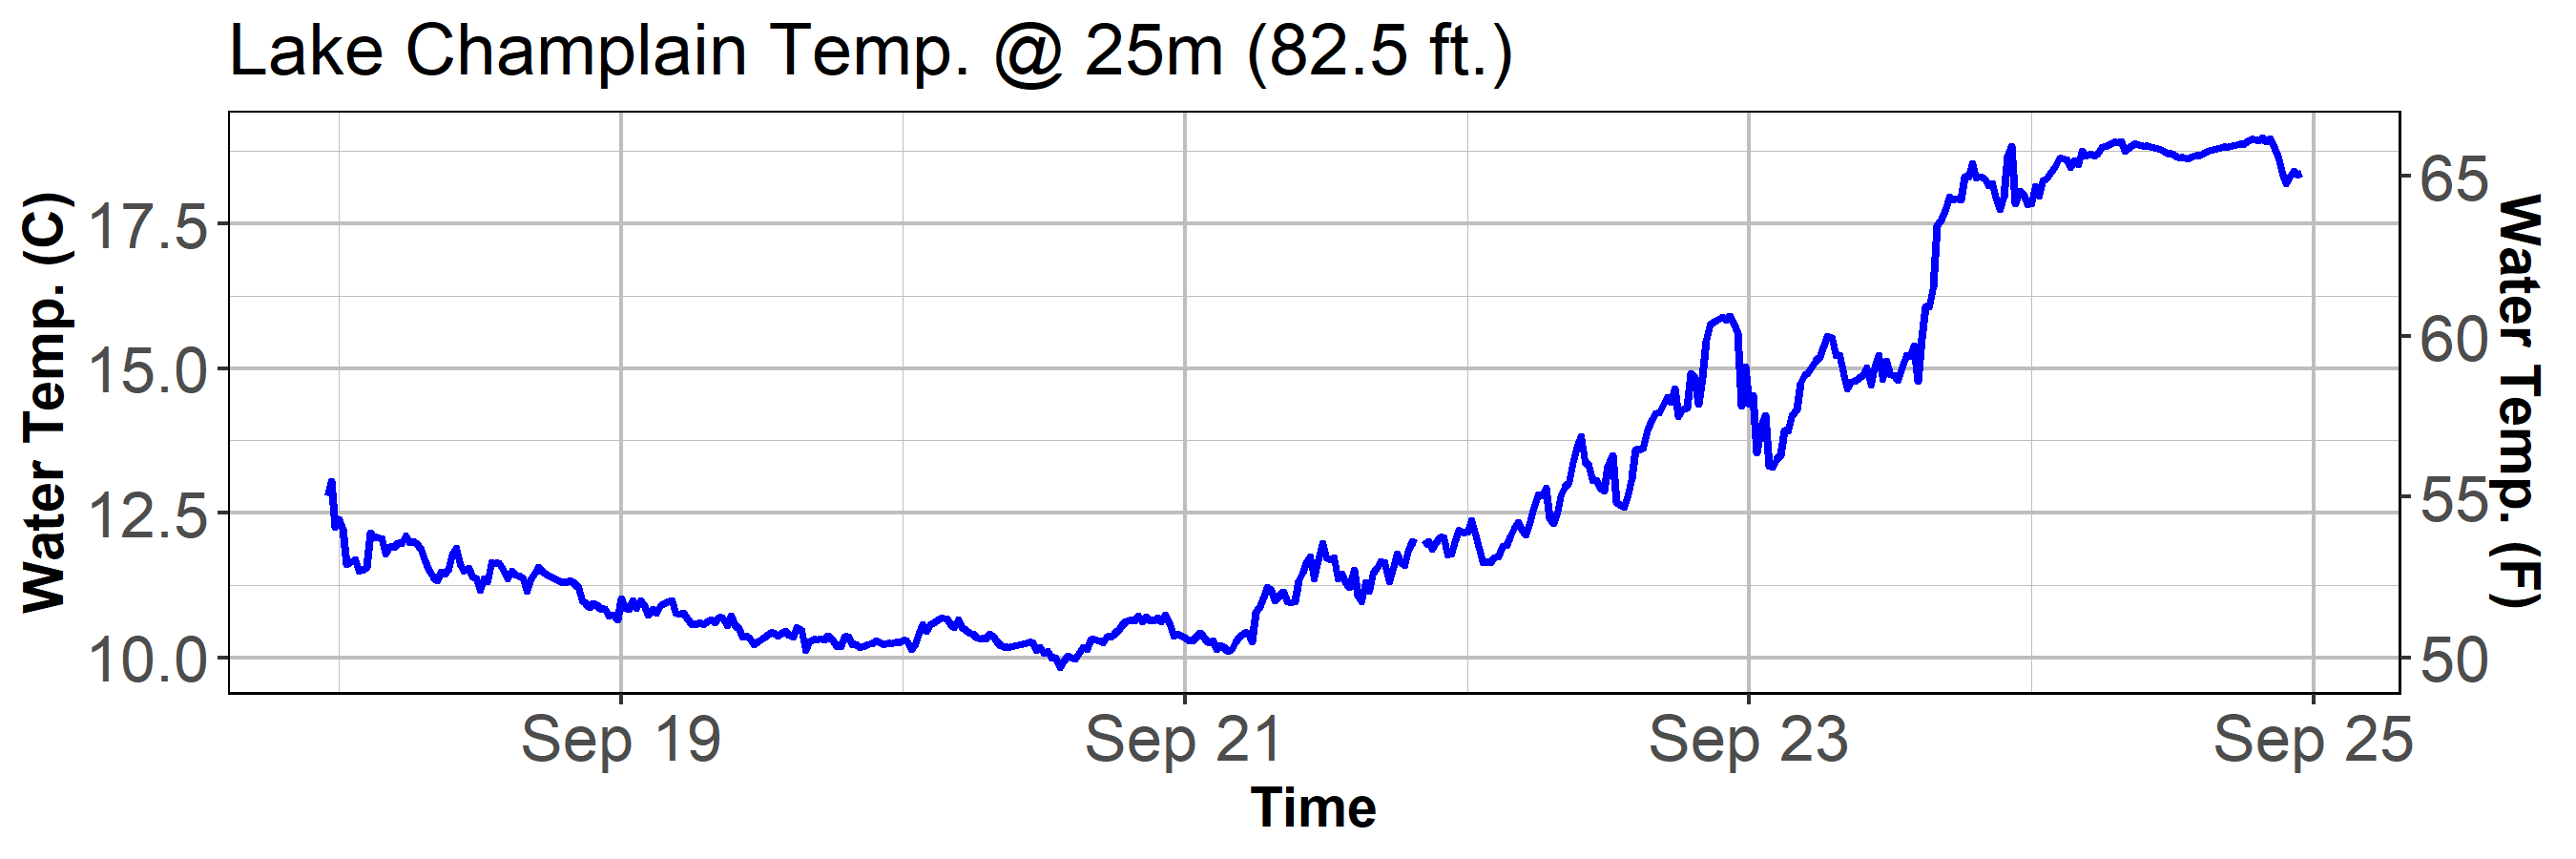 Lake Champlain Temp. @ 25m (82.5 ft.)
Water Temp. (C)
17.5
15.0
12.5
10.0
65
60
55
50
Water Temp. (F)
Sep 19
Sep 21
Sep 23
Sep 25
Time